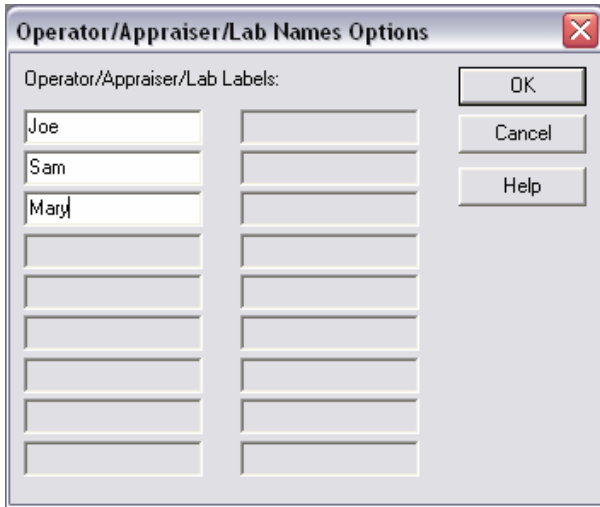 Operator/Appraiser/Lab Names Options
Operator/Appraiser/Lab Labels:
OK
Joe
Cancel
Sam
Help
Mary